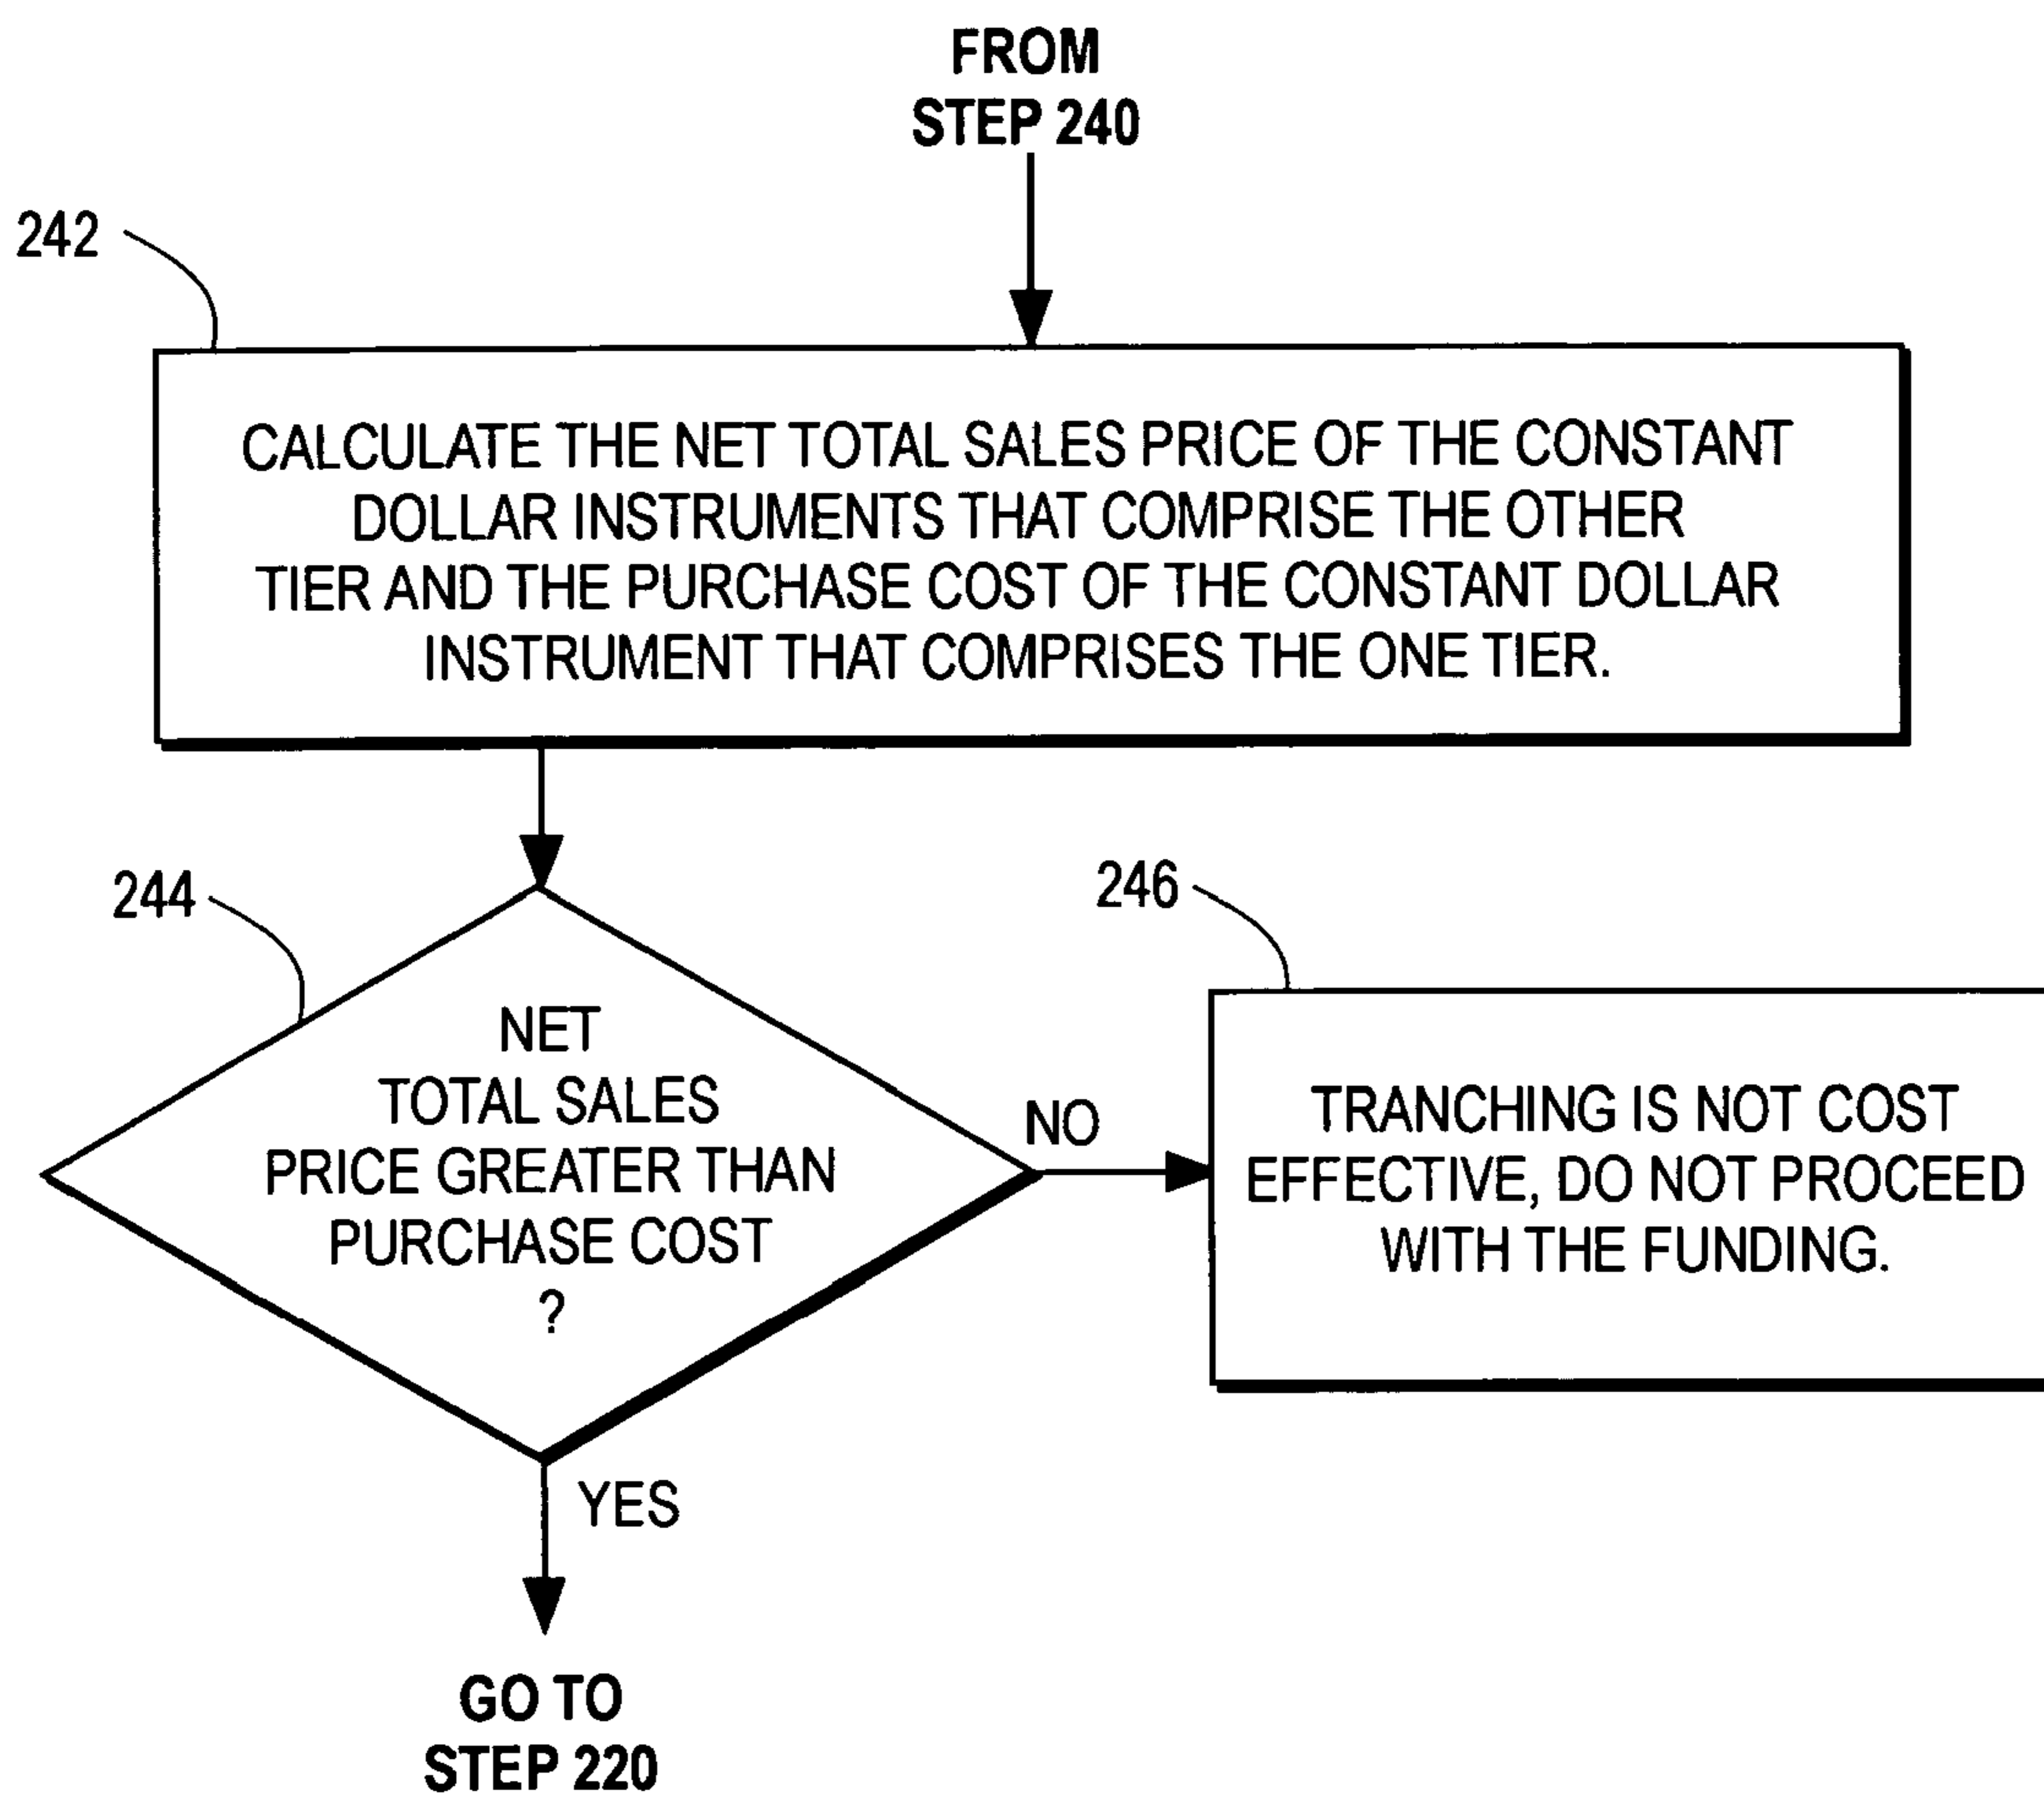 FROM
STEP 240
242
CALCULATE THE NET TOTAL SALES PRICE OF THE CONSTANT
DOLLAR INSTRUMENTS THAT COMPRISE THE OTHER
TIER AND THE PURCHASE COST OF THE CONSTANT DOLLAR
INSTRUMENT THAT COMPRISES THE ONE TIER.
244
NET
TOTAL SALES
PRICE GREATER THAN
PURCHASE COST
?
NO
246
TRANCHING IS NOT COST
EFFECTIVE, DO NOT PROCEED
WITH THE FUNDING.
YES
GO TO
STEP 220